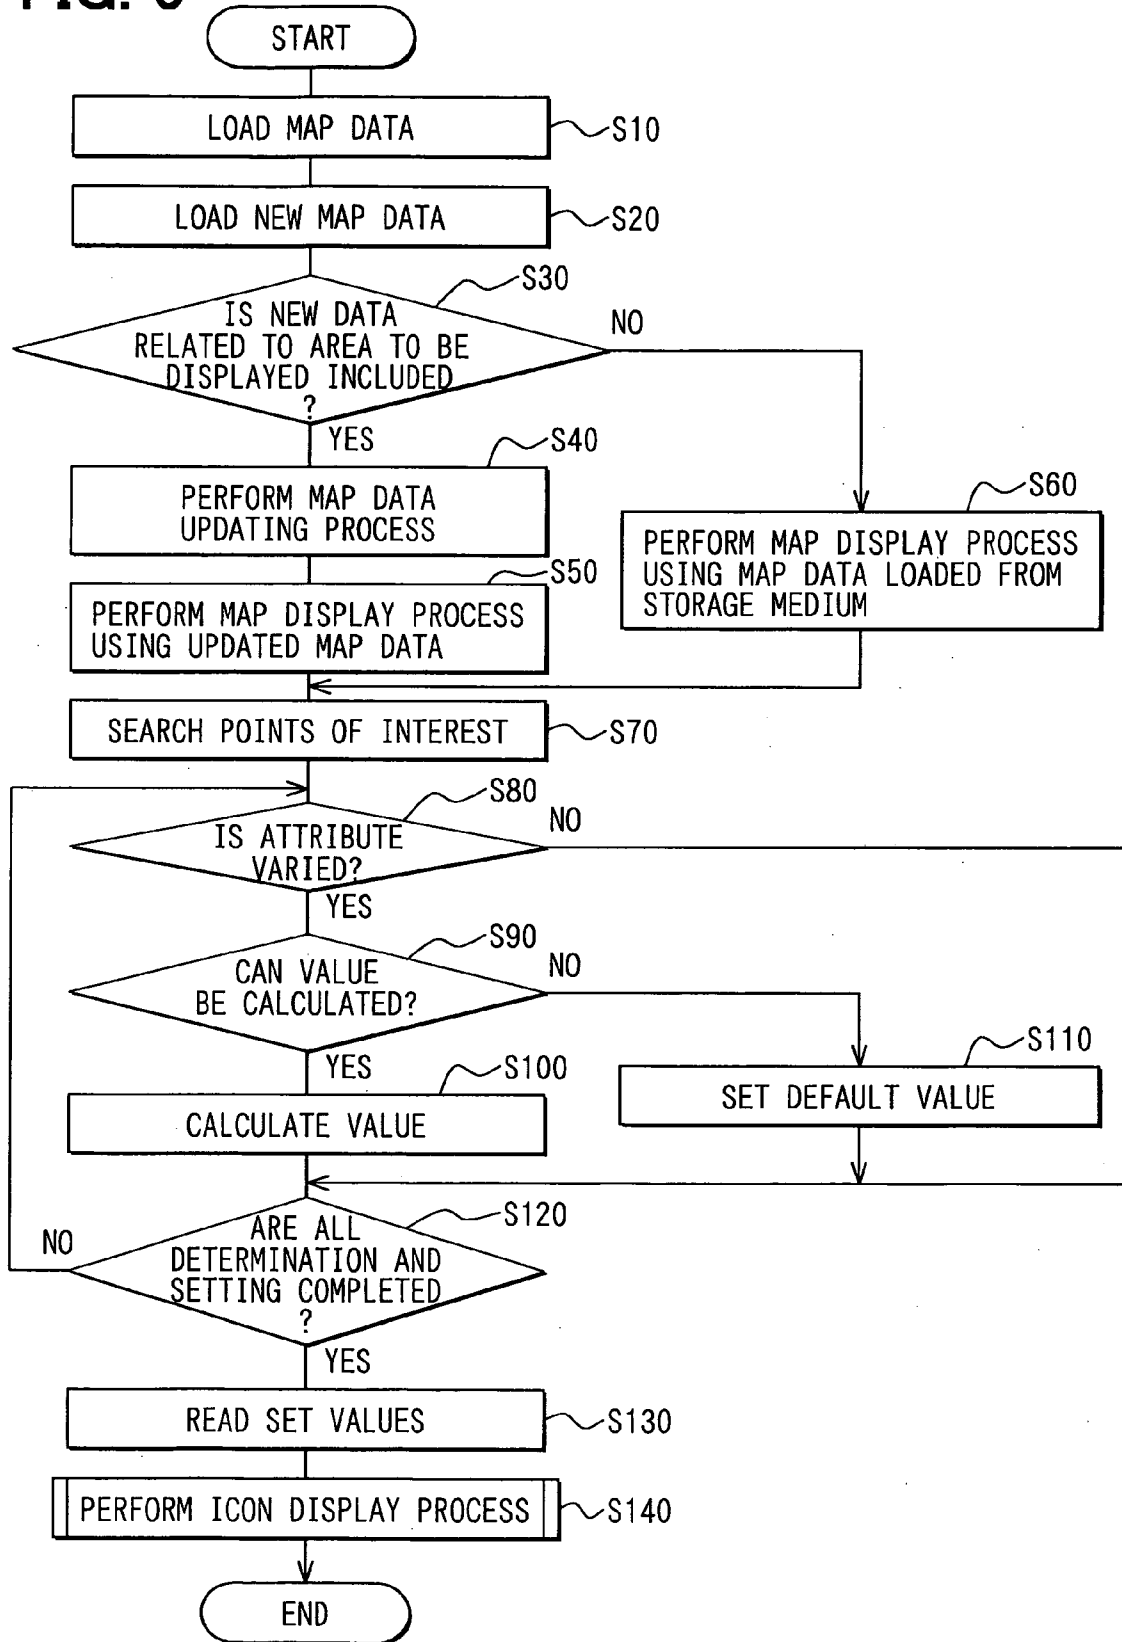 START
LOAD MAP DATA
S10
LOAD NEW MAP DATA
S20
S30
IS NEW DATA
RELATED TO AREA TO BE
DISPLAYED INCLUDED
?
NO
YES
S40
PERFORM MAP DATA
UPDATING PROCESS
S60
PERFORM MAP DISPLAY PROCESS
USING MAP DATA LOADED FROM
STORAGE MEDIUM
S50
PERFORM MAP DISPLAY PROCESS
USING UPDATED MAP DATA
SEARCH POINTS OF INTEREST
S70
S80
IS ATTRIBUTE
VARIED?
NO
YES
S90
CAN VALUE
BE CALCULATED?
NO
YES
S100
CALCULATE VALUE
S110
SET DEFAULT VALUE
S120
ARE ALL
DETERMINATION AND
SETTING COMPLETED
?
NO
YES
READ SET VALUES
S130
PERFORM ICON DISPLAY PROCESS
S140
END